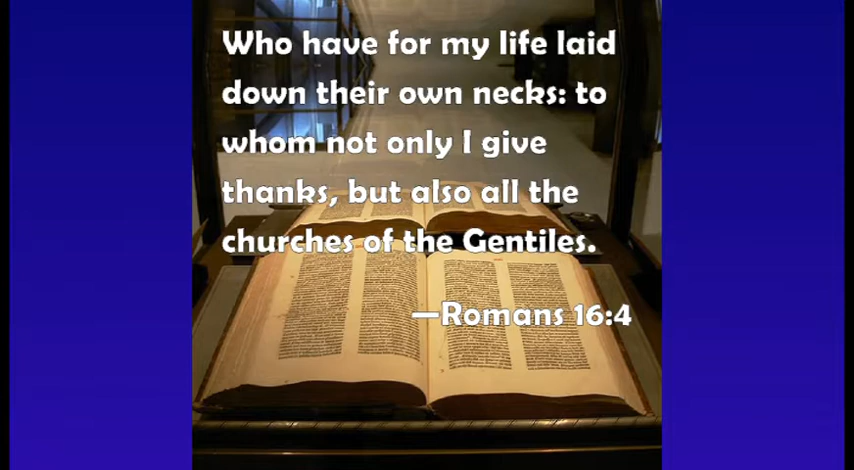 Who have for my life laid
down their own necks: to
whom not only I give
thanks, but also all the
churches of the Gentiles.
—Romans 16:4